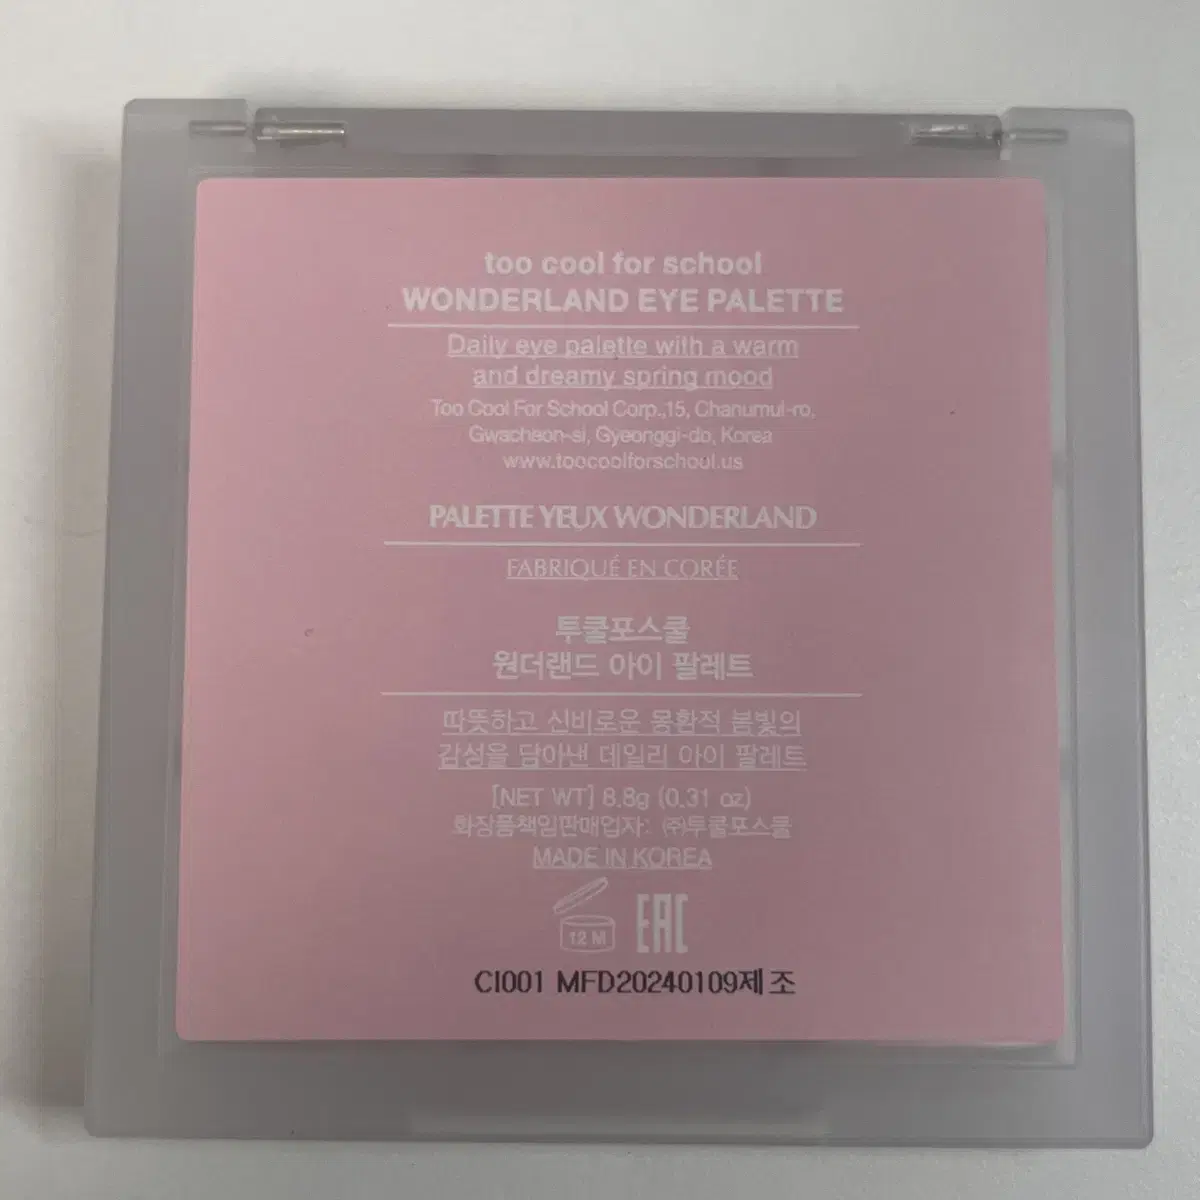 too cool for school
WONDERLAND EYE PALETTE
Daily eye palette with a warm
and dreamy spring mood
Too Cool For School Corp.,15, Chanumul-ro,
Gwacheon-si, Gyeonggi-do, Korea
www.toocoolforschool.us
PALETTE YEUX WONDERLAND
FABRIQUÉ EN CORÉE
투쿨포스쿨
원더랜드 아이 팔레트
따뜻하고 신비로운 몽환적 봄빛의
감성을 담아낸 데일리 아이 팔레트
[NET WT] 8.8g (0.31 oz)
화장품책임판매업자: ㈜투쿨포스쿨
MADE IN KOREA
12 M EAC
CI001 MFD20240109제조